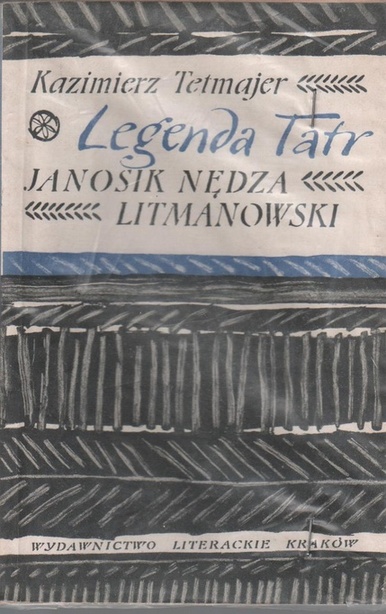 Kazimierz Tetmajer
Legenda Tatr
JANOSIK NĘDZA
LITMANOWSKI
WYDAWNICTWO LITERACKIE KRAKÓW